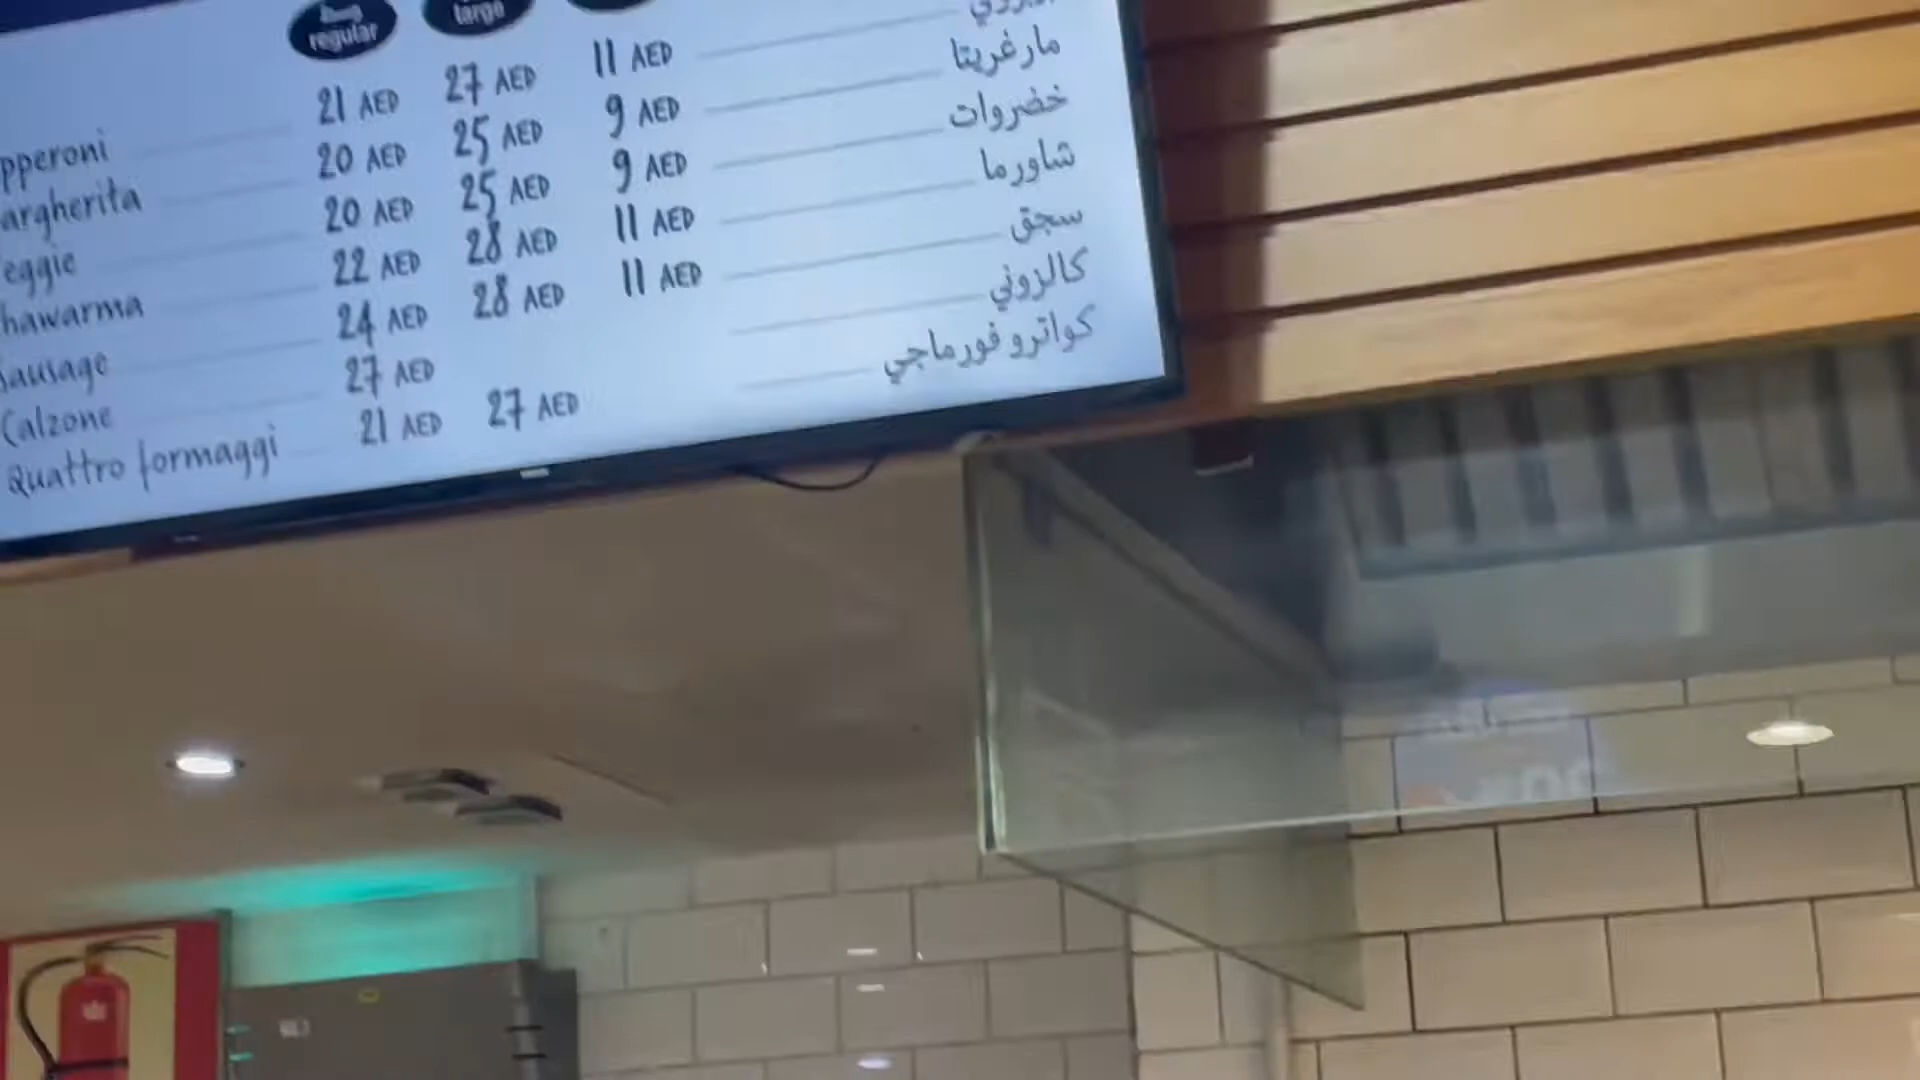 regular large
pperoni 21 AED 27 AED 11 AED
argherita 20 AED 25 AED 9 AED مارغريتا
eggie 20 AED 25 AED 9 AED خضروات
hawarma 22 AED 28 AED 11 AED شاورما
Sausage 24 AED 28 AED 11 AED سجق
Calzone 27 AED كالزوني
Quattro formaggi 21 AED 27 AED كواترو فورماجي